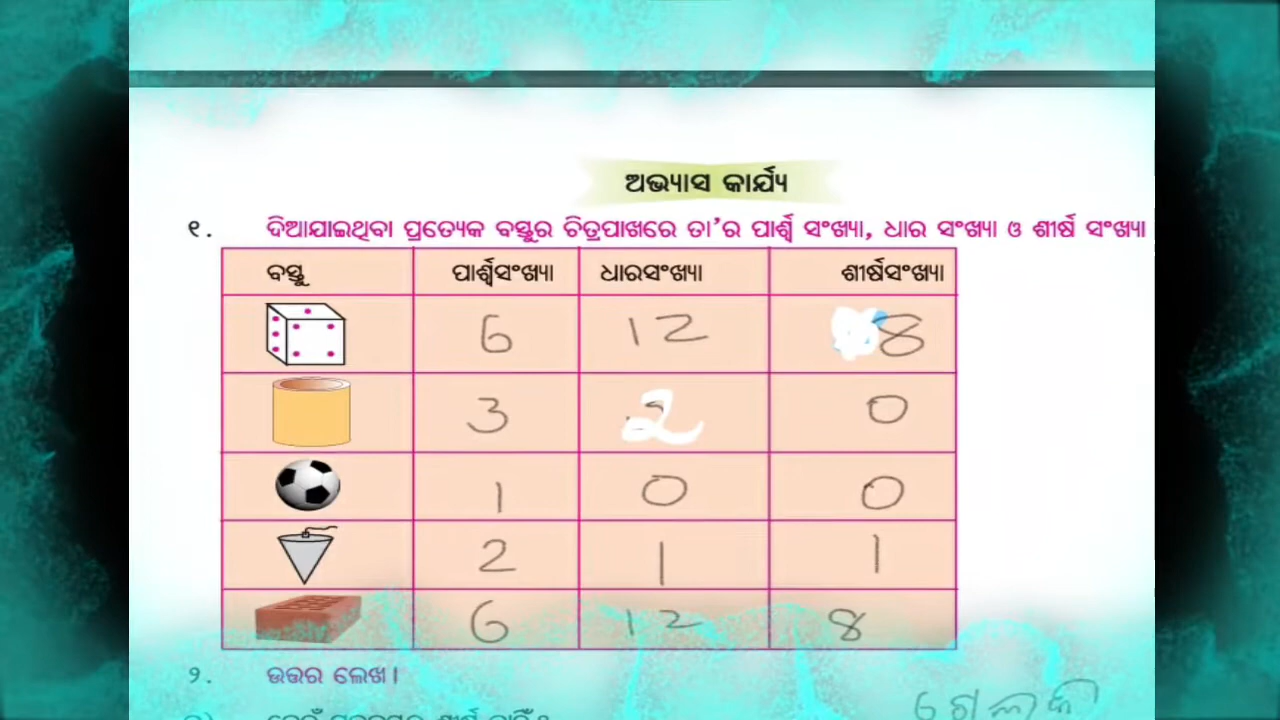 ଅଭ୍ୟାସ କାର୍ଯ୍ୟ
୧. ଦିଆଯାଇଥିବା ପ୍ରତ୍ୟେକ ବସ୍ତୁର ଚିତ୍ରପାଖରେ ତା'ର ପାର୍ଶ୍ୱ ସଂଖ୍ୟା, ଧାର ସଂଖ୍ୟା ଓ ଶୀର୍ଷ ସଂଖ୍ୟା
ବସ୍ତୁ ପାର୍ଶ୍ୱସଂଖ୍ୟା ଧାରସଂଖ୍ୟା ଶୀର୍ଷସଂଖ୍ୟା
6 12 8
3 2 0
1 0 0
2 1 1
6 12 8
୨. ଉତ୍ତର ଲେଖ।